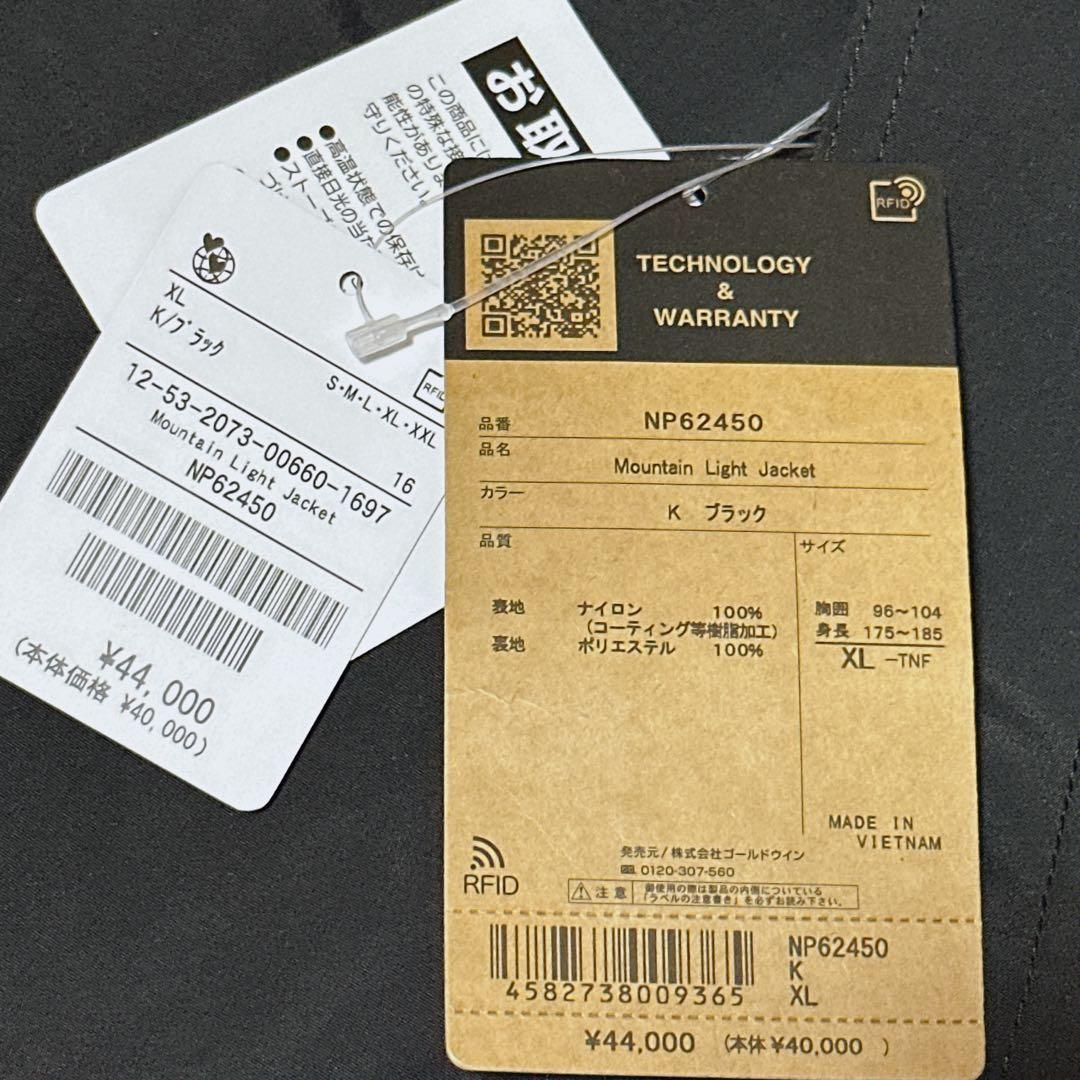 お取
この商品には
の特殊な接
能性がありま
守りください。
●高温状態での保存に
●直接日光の当た
●ストー
XL
K/ブラック
S・M・L・XL・XXL
RFID
16
12-53-2073-00660-1697
Mountain Light Jacket
NP62450
¥44,000
(本体価格 ¥40,000)
RFID
TECHNOLOGY
&
WARRANTY
品番 NP62450
品名 Mountain Light Jacket
カラー K ブラック
品質
表地 ナイロン 100%
(コーティング等樹脂加工)
裏地 ポリエステル 100%
サイズ
胸囲 96~104
身長 175~185
XL -TNF
MADE IN
VIETNAM
RFID
発売元/株式会社ゴールドウイン
0120-307-560
注意 御使用の際は製品の内側についている
「ラベルの注意書き」を必ずお読み下さい。
4582738009365
NP62450
K
XL
¥44,000 (本体¥40,000 )